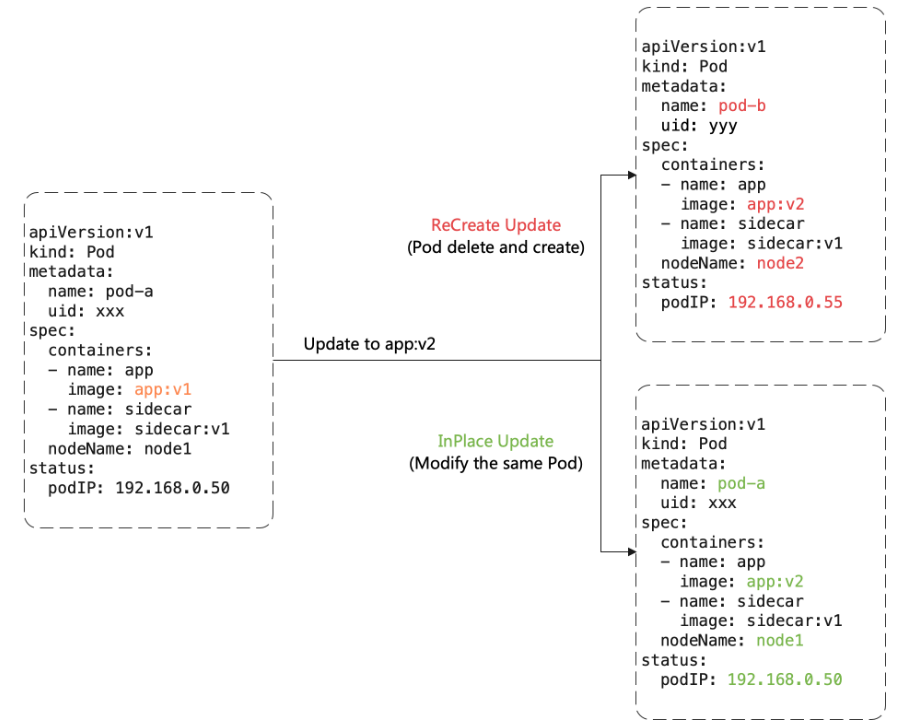 apiVersion:v1
kind: Pod
metadata:
  name: pod-a
  uid: xxx
spec:
  containers:
  - name: app
    image: app:v1
  - name: sidecar
    image: sidecar:v1
  nodeName: node1
status:
  podIP: 192.168.0.50
Update to app:v2
ReCreate Update
(Pod delete and create)
apiVersion:v1
kind: Pod
metadata:
  name: pod-b
  uid: yyy
spec:
  containers:
  - name: app
    image: app:v2
  - name: sidecar
    image: sidecar:v1
  nodeName: node2
status:
  podIP: 192.168.0.55
InPlace Update
(Modify the same Pod)
apiVersion:v1
kind: Pod
metadata:
  name: pod-a
  uid: xxx
spec:
  containers:
  - name: app
    image: app:v2
  - name: sidecar
    image: sidecar:v1
  nodeName: node1
status:
  podIP: 192.168.0.50